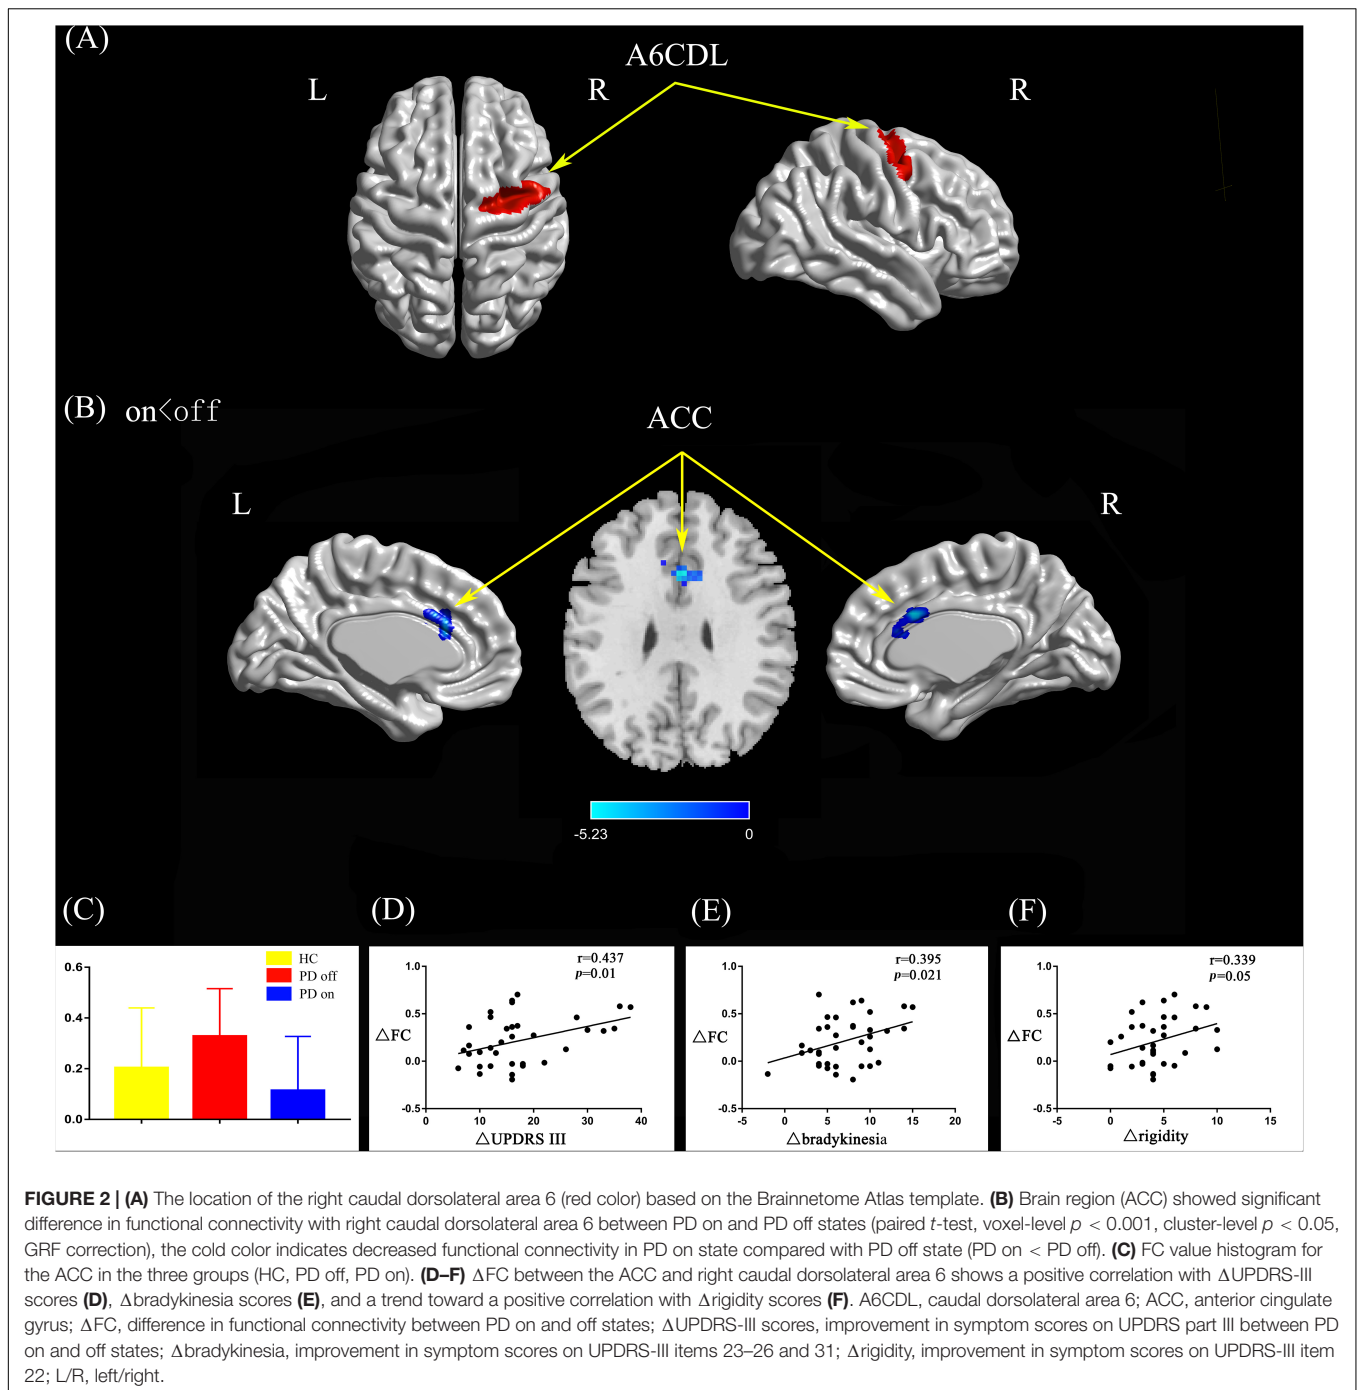 (A)
A6CDL
L
R
R
(B) on<off
ACC
L
R
-5.23
0
(C)
(D)
(E)
(F)
HC
PD off
PD on
0.6
0.4
0.2
0.0
r=0.437
p=0.01
1.0
0.5
0.0
-0.5
△FC
0
10
20
30
40
△UPDRS III
r=0.395
p=0.021
1.0
0.5
0.0
-0.5
△FC
-5
0
5
10
15
20
△bradykinesia
r=0.339
p=0.05
1.0
0.5
0.0
-0.5
△FC
-5
0
5
10
15
△rigidity
FIGURE 2 | (A) The location of the right caudal dorsolateral area 6 (red color) based on the Brainnetome Atlas template. (B) Brain region (ACC) showed significant
difference in functional connectivity with right caudal dorsolateral area 6 between PD on and PD off states (paired t-test, voxel-level p < 0.001, cluster-level p < 0.05,
GRF correction), the cold color indicates decreased functional connectivity in PD on state compared with PD off state (PD on < PD off). (C) FC value histogram for
the ACC in the three groups (HC, PD off, PD on). (D–F) ΔFC between the ACC and right caudal dorsolateral area 6 shows a positive correlation with ΔUPDRS-III
scores (D), Δbradykinesia scores (E), and a trend toward a positive correlation with Δrigidity scores (F). A6CDL, caudal dorsolateral area 6; ACC, anterior cingulate
gyrus; ΔFC, difference in functional connectivity between PD on and off states; ΔUPDRS-III scores, improvement in symptom scores on UPDRS part III between PD
on and off states; Δbradykinesia, improvement in symptom scores on UPDRS-III items 23–26 and 31; Δrigidity, improvement in symptom scores on UPDRS-III item
22; L/R, left/right.